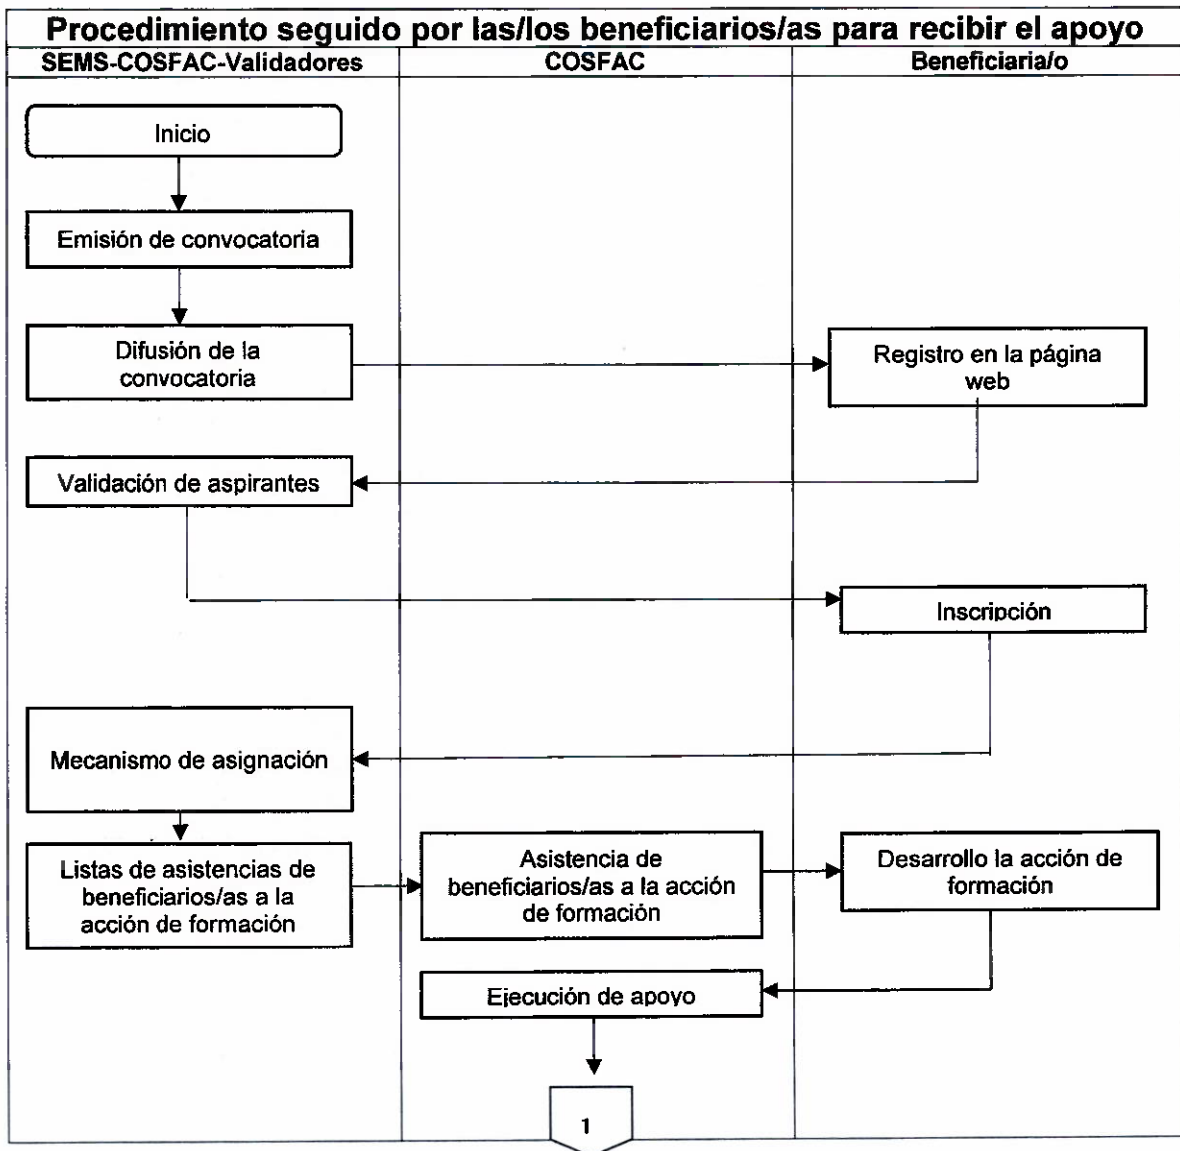 Procedimiento seguido por las/los beneficiarios/as para recibir el apoyo
SEMS-COSFAC-Validadores
COSFAC
Beneficiaria/o
Inicio
Emisión de convocatoria
Difusión de la
convocatoria
Registro en la página
web
Validación de aspirantes
Inscripción
Mecanismo de asignación
Listas de asistencias de
beneficiarios/as a la
acción de formación
Asistencia de
beneficiarios/as a la acción
de formación
Desarrollo la acción de
formación
Ejecución de apoyo
1